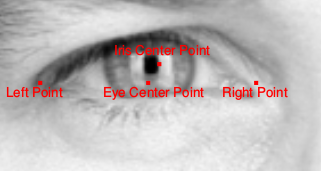 Iris Center Point
Left Point
Eye Center Point
Right Point